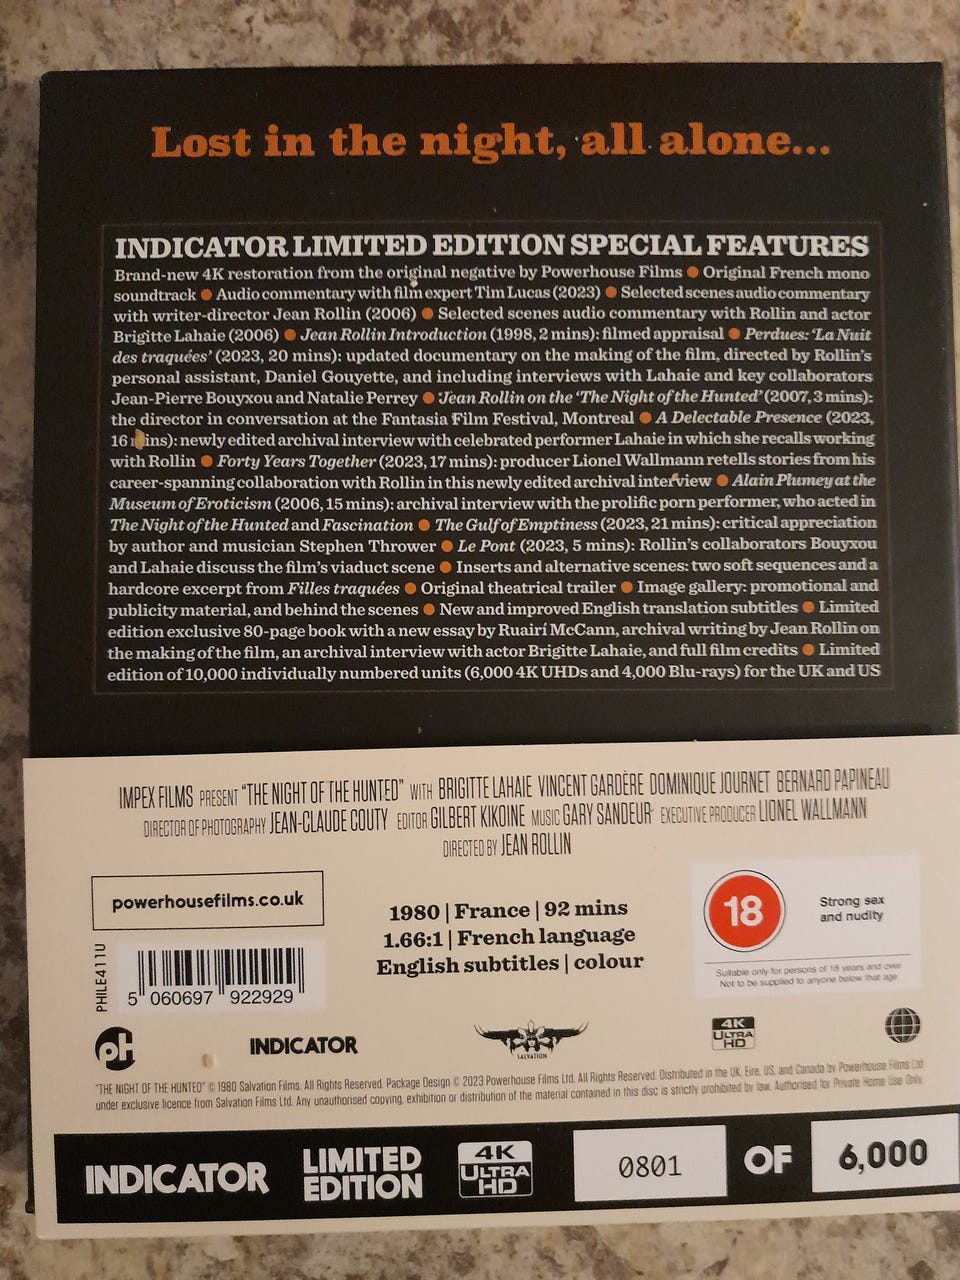 Lost in the night, all alone...
INDICATOR LIMITED EDITION SPECIAL FEATURES
Brand-new 4K restoration from the original negative by Powerhouse Films ● Original French mono
soundtrack ● Audio commentary with film expert Tim Lucas (2023) ● Selected scenes audio commentary
with writer-director Jean Rollin (2006) ● Selected scenes audio commentary with Rollin and actor
Brigitte Lahaie (2006) ● Jean Rollin Introduction (1998, 2 mins): filmed appraisal ● Perdues: 'La Nuit
des traquées' (2023, 20 mins): updated documentary on the making of the film, directed by Rollin's
personal assistant, Daniel Gouyette, and including interviews with Lahaie and key collaborators
Jean-Pierre Bouyxou and Natalie Perrey ● 'Jean Rollin on the 'The Night of the Hunted' (2007, 3 mins):
the director in conversation at the Fantasia Film Festival, Montreal ● A Delectable Presence (2023,
16 mins): newly edited archival interview with celebrated performer Lahaie in which she recalls working
with Rollin ● Forty Years Together (2023, 17 mins): producer Lionel Wallmann retells stories from his
career-spanning collaboration with Rollin in this newly edited archival interview ● Alain Plumey at the
Museum of Eroticism (2006, 15 mins): archival interview with the prolific porn performer, who acted in
The Night of the Hunted and Fascination ● The Gulf of Emptiness (2023, 21 mins): critical appreciation
by author and musician Stephen Thrower ● Le Pont (2023, 5 mins): Rollin's collaborators Bouyxou
and Lahaie discuss the film's viaduct scene ● Inserts and alternative scenes: two soft sequences and a
hardcore excerpt from Filles traquées ● Original theatrical trailer ● Image gallery: promotional and
publicity material, and behind the scenes ● New and improved English translation subtitles ● Limited
edition exclusive 80-page book with a new essay by Ruairí McCann, archival writing by Jean Rollin on
the making of the film, an archival interview with actor Brigitte Lahaie, and full film credits ● Limited
edition of 10,000 individually numbered units (6,000 4K UHDs and 4,000 Blu-rays) for the UK and US
IMPEX FILMS PRESENT "THE NIGHT OF THE HUNTED" WITH BRIGITTE LAHAIE VINCENT GARDÈRE DOMINIQUE JOURNET BERNARD PAPINEAU
DIRECTOR OF PHOTOGRAPHY JEAN-CLAUDE COUTY EDITOR GILBERT KIKOINE MUSIC GARY SANDEUR EXECUTIVE PRODUCER LIONEL WALLMANN
DIRECTED BY JEAN ROLLIN
powerhousefilms.co.uk
PHILE411U
5 060697 922929
1980 | France | 92 mins
1.66:1 | French language
English subtitles | colour
18
Strong sex
and nudity
Suitable only for persons of 18 years and over
Not to be supplied to anyone below that age
pH
INDICATOR
SALVATION
4K
ULTRA
HD
"THE NIGHT OF THE HUNTED" © 1980 Salvation Films. All Rights Reserved. Package Design © 2023 Powerhouse Films Ltd. All Rights Reserved. Distributed in the UK, Eire, US, and Canada by Powerhouse Films Ltd
under exclusive licence from Salvation Films Ltd. Any unauthorised copying, exhibition or distribution of the material contained in this disc is strictly prohibited by law. Authorised for Private Home Use Only.
INDICATOR
LIMITED
EDITION
4K
ULTRA
HD
0801
OF
6,000